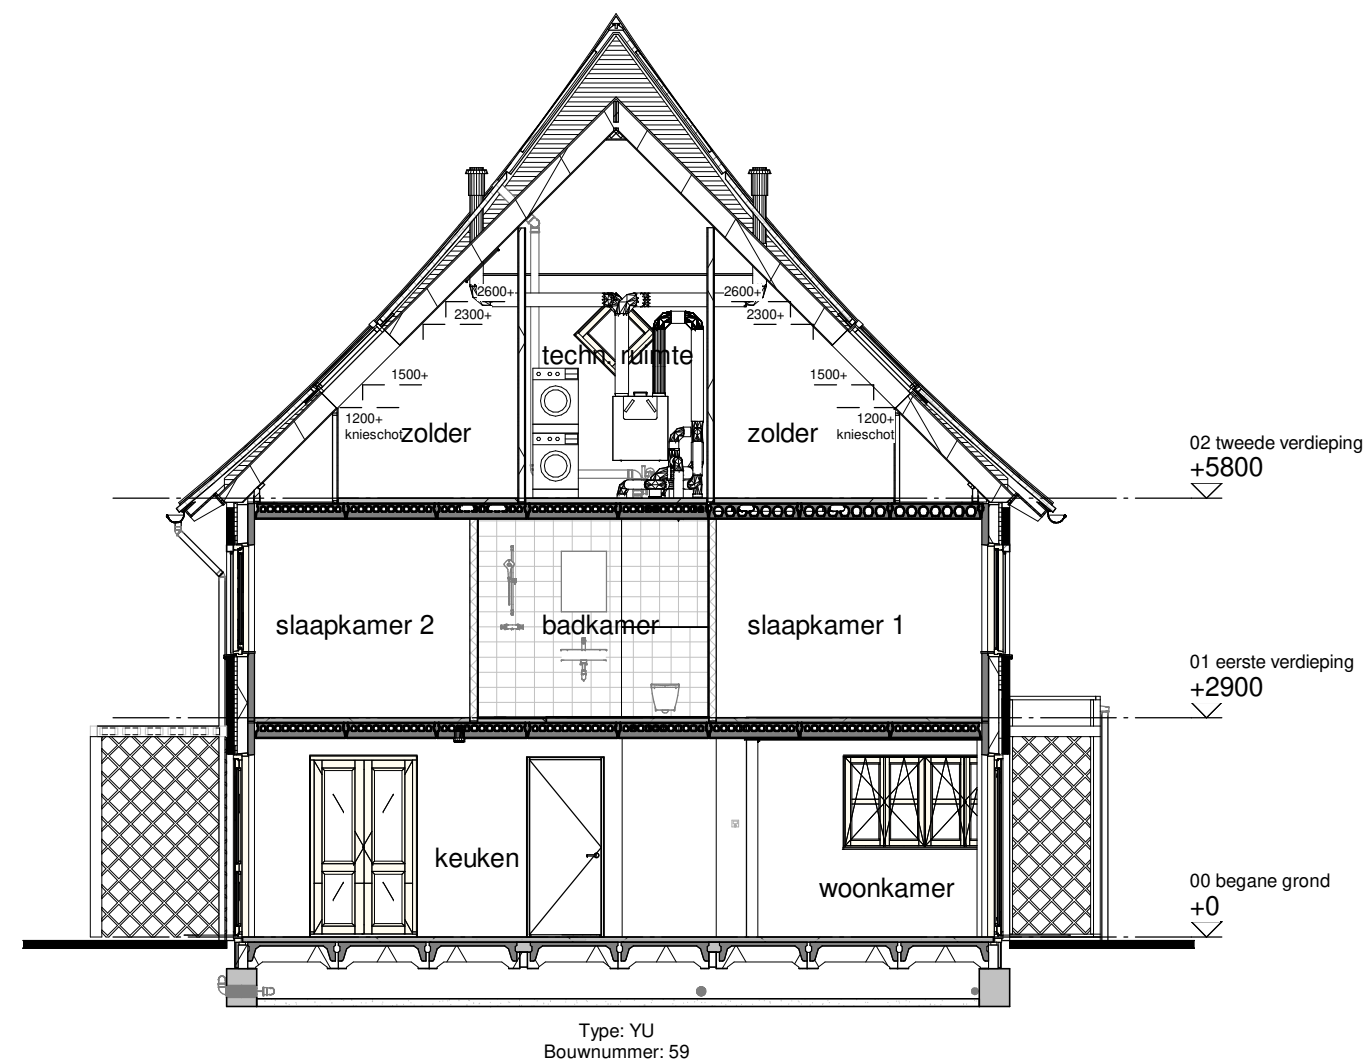 2600+
2600+
2300+
2300+
techn. ruimte
1500+
1500+
1200+
knieschot
zolder
zolder
1200+
knieschot
02 tweede verdieping
+5800
slaapkamer 2
badkamer
slaapkamer 1
01 eerste verdieping
+2900
keuken
woonkamer
00 begane grond
+0
Type: YU
Bouwnummer: 59